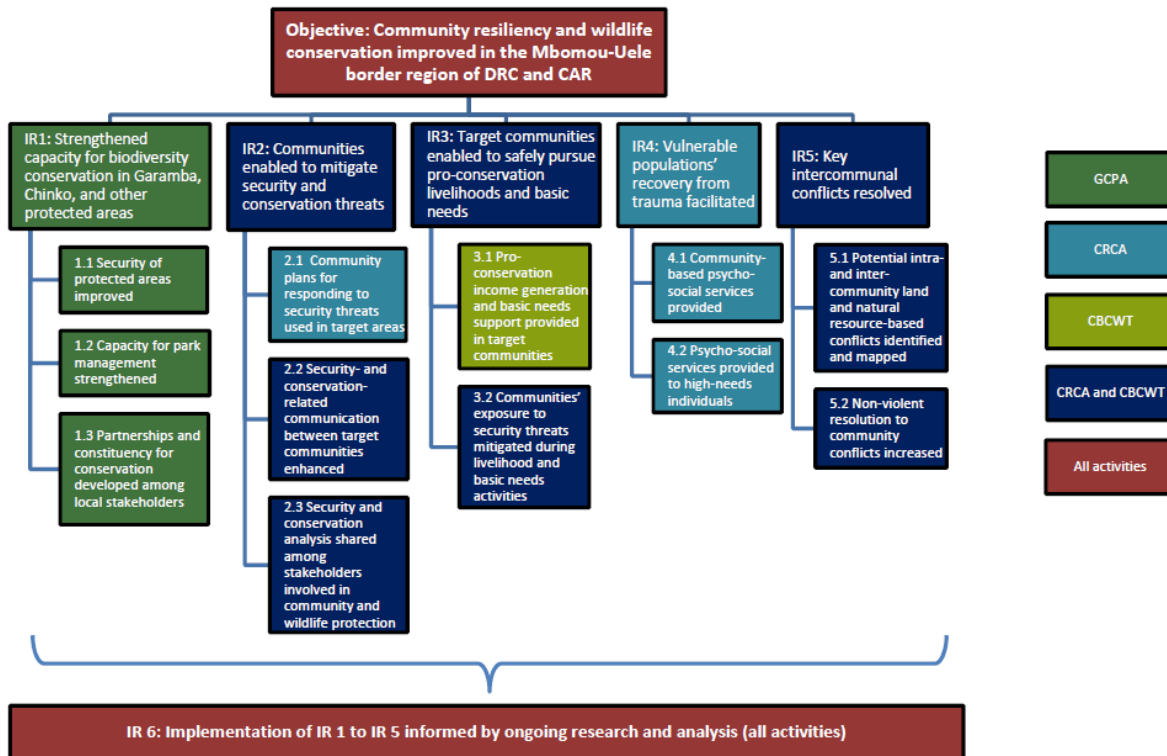 Objective: Community resiliency and wildlife
conservation improved in the Mbomou-Uele
border region of DRC and CAR
IR1: Strengthened
capacity for biodiversity
conservation in Garamba,
Chinko, and other
protected areas
1.1 Security of
protected areas
improved
1.2 Capacity for park
management
strengthened
1.3 Partnerships and
constituency for
conservation
developed among
local stakeholders
IR2: Communities
enabled to mitigate
security and
conservation threats
2.1 Community
plans for
responding to
security threats
used in target areas
2.2 Security- and
conservation-
related
communication
between target
communities
enhanced
2.3 Security and
conservation
analysis shared
among
stakeholders
involved in
community and
wildlife protection
IR3: Target communities
enabled to safely pursue
pro-conservation
livelihoods and basic
needs
3.1 Pro-
conservation
income generation
and basic needs
support provided
in target
communities
3.2 Communities'
exposure to
security threats
mitigated during
livelihood and
basic needs
activities
IR4: Vulnerable
populations'
recovery from
trauma facilitated
4.1 Community-
based psycho-
social services
provided
4.2 Psycho-social
services provided
to high-needs
individuals
IR5: Key
intercommunal
conflicts resolved
5.1 Potential intra-
and inter-
community land
and natural
resource-based
conflicts identified
and mapped
5.2 Non-violent
resolution to
community
conflicts increased
GCPA
CRCA
CBCWT
CRCA and CBCWT
All activities
IR 6: Implementation of IR 1 to IR 5 informed by ongoing research and analysis (all activities)